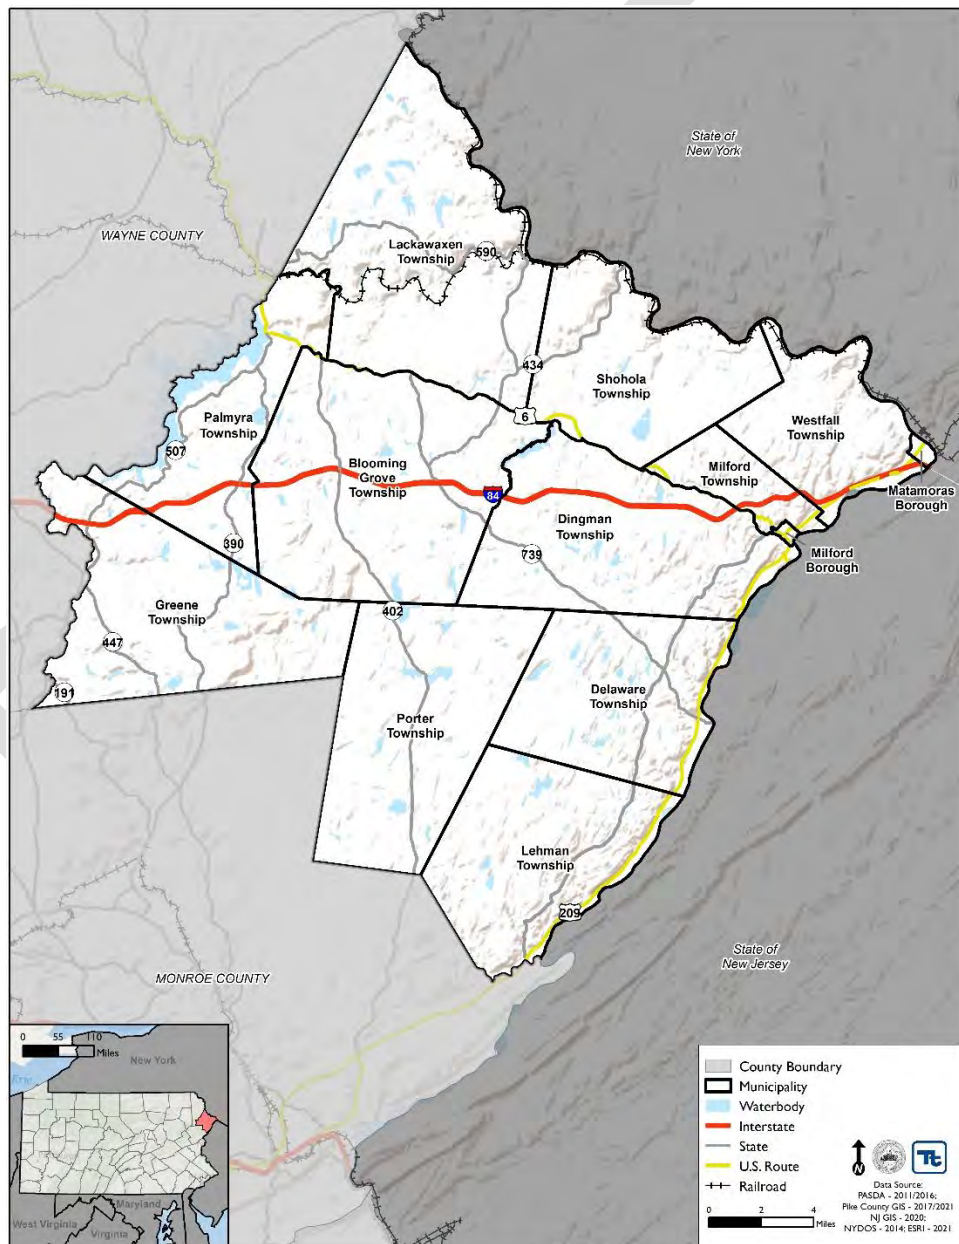 State of
New York
WAYNE COUNTY
Lackawaxen
Township
590
434
Shohola
Township
6
Palmyra
Township
507
Westfall
Township
Blooming
Grove
Township
Milford
Township
84
Matamoras
Borough
Dingman
Township
390
739
Milford
Borough
Greene
Township
402
447
191
Delaware
Township
Porter
Township
Lehman
Township
209
State of
New Jersey
MONROE COUNTY
0 55 110
Miles
New York
Erie
Maryland
West Virginia
Virginia
County Boundary
Municipality
Waterbody
Interstate
State
U.S. Route
Railroad
N
Tt
0 2 4
Miles
Data Source:
PASDA - 2011/2016;
Pike County GIS - 2017/2021
NJ GIS - 2020;
NYDOS - 2014; ESRI - 2021